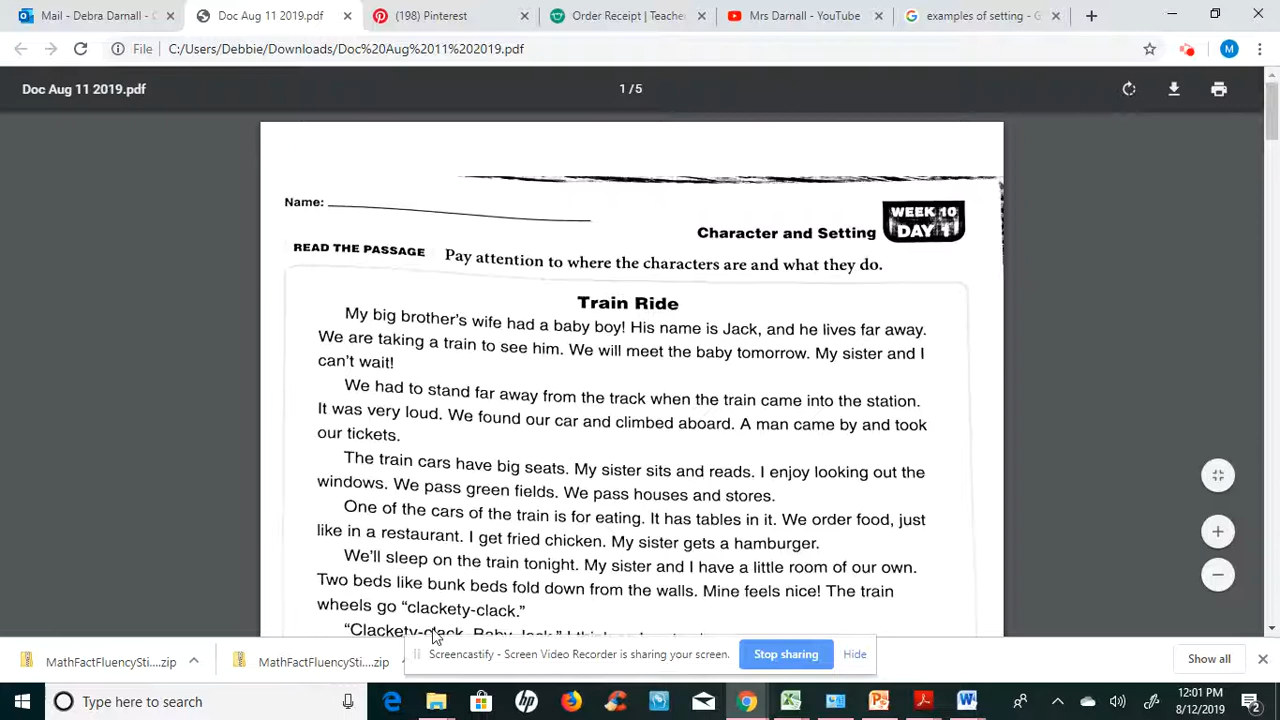 Mail - Debra Darnall - C
Doc Aug 11 2019.pdf
(198) Pinterest
Order Receipt | Teache
Mrs Darnall - YouTube
examples of setting - G
File
C:/Users/Debbie/Downloads/Doc%20Aug%2011%202019.pdf
M
Doc Aug 11 2019.pdf
1 / 5
Name:
Character and Setting
WEEK 10
DAY 1
READ THE PASSAGE
Pay attention to where the characters are and what they do.
Train Ride
My big brother's wife had a baby boy! His name is Jack, and he lives far away.
We are taking a train to see him. We will meet the baby tomorrow. My sister and I
can't wait!
We had to stand far away from the track when the train came into the station.
It was very loud. We found our car and climbed aboard. A man came by and took
our tickets.
The train cars have big seats. My sister sits and reads. I enjoy looking out the
windows. We pass green fields. We pass houses and stores.
One of the cars of the train is for eating. It has tables in it. We order food, just
like in a restaurant. I get fried chicken. My sister gets a hamburger.
We'll sleep on the train tonight. My sister and I have a little room of our own.
Two beds like bunk beds fold down from the walls. Mine feels nice! The train
wheels go "clackety-clack."
"Clackety-clack, Baby Jack," I think
MathFactFluencySti....zip
MathFactFluencySti....zip
Screencastify - Screen Video Recorder is sharing your screen.
Stop sharing
Hide
Show all
Type here to search
12:01 PM
8/12/2019
2